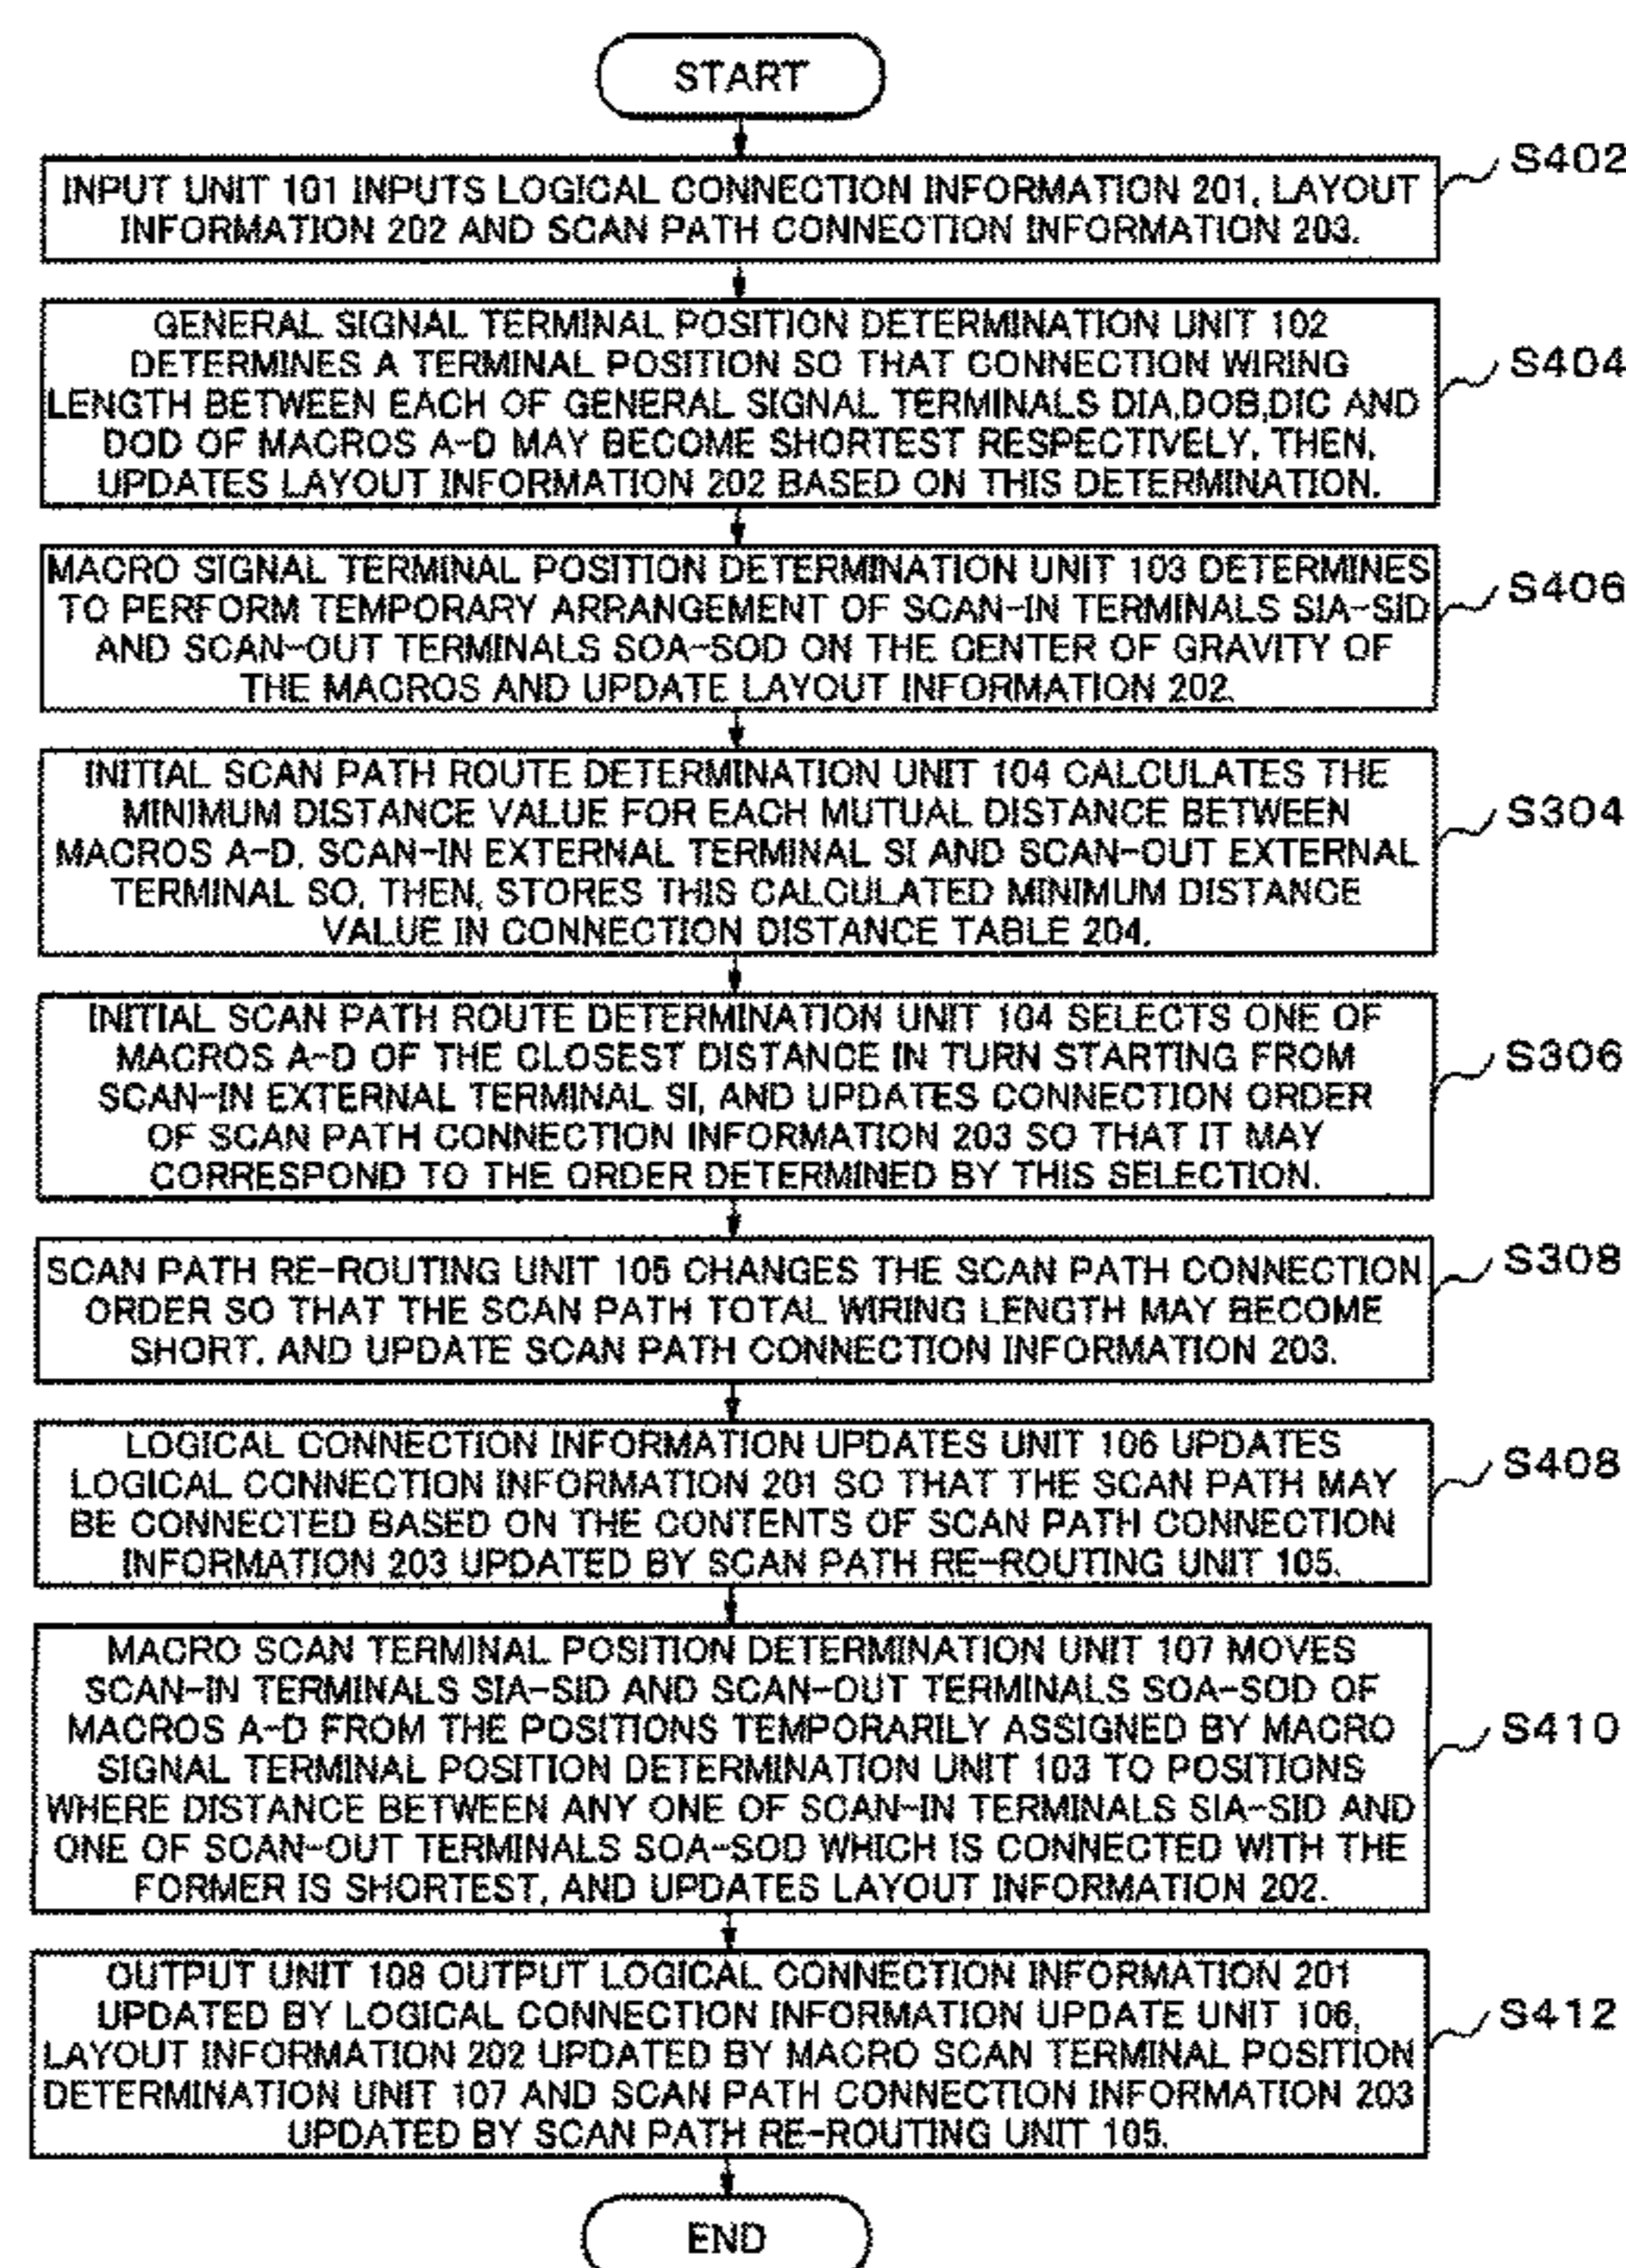 START
S402
INPUT UNIT 101 INPUTS LOGICAL CONNECTION INFORMATION 201, LAYOUT
INFORMATION 202 AND SCAN PATH CONNECTION INFORMATION 203.
GENERAL SIGNAL TERMINAL POSITION DETERMINATION UNIT 102
DETERMINES A TERMINAL POSITION SO THAT CONNECTION WIRING
S404
LENGTH BETWEEN EACH OF GENERAL SIGNAL TERMINALS DIA,DOB,DIC AND
DOD OF MACROS A-D MAY BECOME SHORTEST RESPECTIVELY, THEN,
UPDATES LAYOUT INFORMATION 202 BASED ON THIS DETERMINATION.
MACRO SIGNAL TERMINAL POSITION DETERMINATION UNIT 103 DETERMINES
S406
TO PERFORM TEMPORARY ARRANGEMENT OF SCAN-IN TERMINALS SIA-SID
AND SCAN-OUT TERMINALS SOA-SOD ON THE CENTER OF GRAVITY OF
THE MACROS AND UPDATE LAYOUT INFORMATION 202.
INITIAL SCAN PATH ROUTE DETERMINATION UNIT 104 CALCULATES THE
MINIMUM DISTANCE VALUE FOR EACH MUTUAL DISTANCE BETWEEN
S304
MACROS A-D, SCAN-IN EXTERNAL TERMINAL SI AND SCAN-OUT EXTERNAL
TERMINAL SO, THEN, STORES THIS CALCULATED MINIMUM DISTANCE
VALUE IN CONNECTION DISTANCE TABLE 204.
INITIAL SCAN PATH ROUTE DETERMINATION UNIT 104 SELECTS ONE OF
MACROS A-D OF THE CLOSEST DISTANCE IN TURN STARTING FROM
S306
SCAN-IN EXTERNAL TERMINAL SI, AND UPDATES CONNECTION ORDER
OF SCAN PATH CONNECTION INFORMATION 203 SO THAT IT MAY
CORRESPOND TO THE ORDER DETERMINED BY THIS SELECTION.
S308
SCAN PATH RE-ROUTING UNIT 105 CHANGES THE SCAN PATH CONNECTION
ORDER SO THAT THE SCAN PATH TOTAL WIRING LENGTH MAY BECOME
SHORT, AND UPDATE SCAN PATH CONNECTION INFORMATION 203.
LOGICAL CONNECTION INFORMATION UPDATES UNIT 106 UPDATES
S408
LOGICAL CONNECTION INFORMATION 201 SO THAT THE SCAN PATH MAY
BE CONNECTED BASED ON THE CONTENTS OF SCAN PATH CONNECTION
INFORMATION 203 UPDATED BY SCAN PATH RE-ROUTING UNIT 105.
MACRO SCAN TERMINAL POSITION DETERMINATION UNIT 107 MOVES
SCAN-IN TERMINALS SIA-SID AND SCAN-OUT TERMINALS SOA-SOD OF
MACROS A-D FROM THE POSITIONS TEMPORARILY ASSIGNED BY MACRO
S410
SIGNAL TERMINAL POSITION DETERMINATION UNIT 103 TO POSITIONS
WHERE DISTANCE BETWEEN ANY ONE OF SCAN-IN TERMINALS SIA-SID AND
ONE OF SCAN-OUT TERMINALS SOA-SOD WHICH IS CONNECTED WITH THE
FORMER IS SHORTEST, AND UPDATES LAYOUT INFORMATION 202.
OUTPUT UNIT 108 OUTPUT LOGICAL CONNECTION INFORMATION 201
UPDATED BY LOGICAL CONNECTION INFORMATION UPDATE UNIT 106,
S412
LAYOUT INFORMATION 202 UPDATED BY MACRO SCAN TERMINAL POSITION
DETERMINATION UNIT 107 AND SCAN PATH CONNECTION INFORMATION 203
UPDATED BY SCAN PATH RE-ROUTING UNIT 105.
END